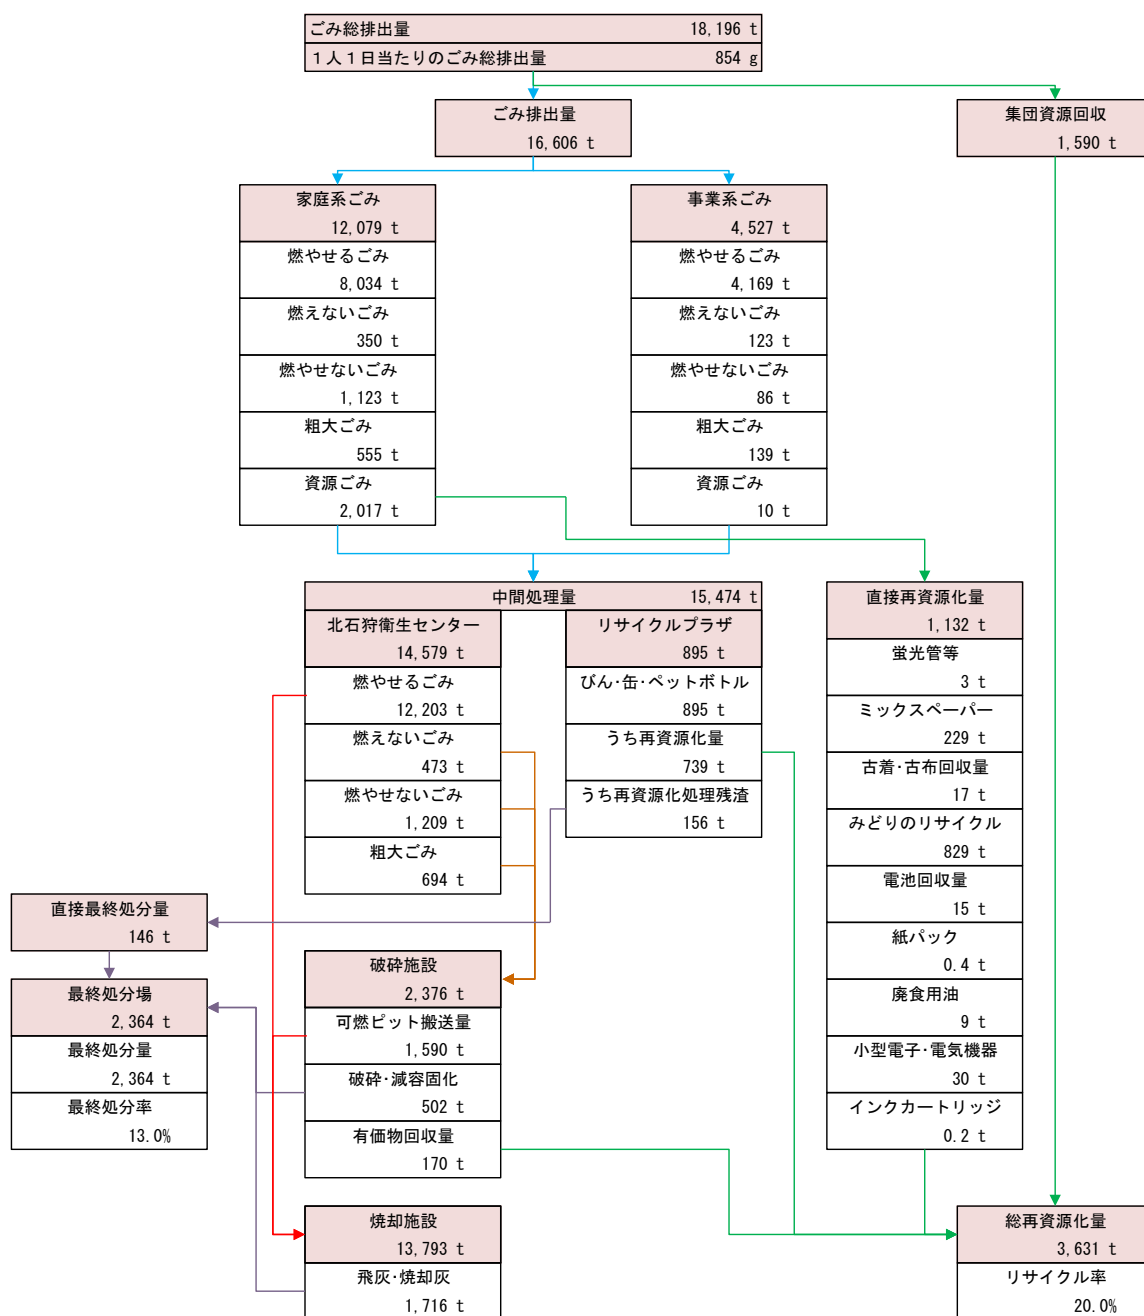 ごみ総排出量 18,196 t
１人１日当たりのごみ総排出量 854 g
ごみ排出量
16,606 t
集団資源回収
1,590 t
家庭系ごみ
12,079 t
燃やせるごみ
8,034 t
燃えないごみ
350 t
燃やせないごみ
1,123 t
粗大ごみ
555 t
資源ごみ
2,017 t
事業系ごみ
4,527 t
燃やせるごみ
4,169 t
燃えないごみ
123 t
燃やせないごみ
86 t
粗大ごみ
139 t
資源ごみ
10 t
中間処理量 15,474 t
北石狩衛生センター
14,579 t
燃やせるごみ
12,203 t
燃えないごみ
473 t
燃やせないごみ
1,209 t
粗大ごみ
694 t
リサイクルプラザ
895 t
びん・缶・ペットボトル
895 t
うち再資源化量
739 t
うち再資源化処理残渣
156 t
直接再資源化量
1,132 t
蛍光管等
3 t
ミックスペーパー
229 t
古着・古布回収量
17 t
みどりのリサイクル
829 t
電池回収量
15 t
紙パック
0.4 t
廃食用油
9 t
小型電子・電気機器
30 t
インクカートリッジ
0.2 t
直接最終処分量
146 t
最終処分場
2,364 t
最終処分量
2,364 t
最終処分率
13.0%
破砕施設
2,376 t
可燃ピット搬送量
1,590 t
破砕・減容固化
502 t
有価物回収量
170 t
焼却施設
13,793 t
飛灰・焼却灰
1,716 t
総再資源化量
3,631 t
リサイクル率
20.0%